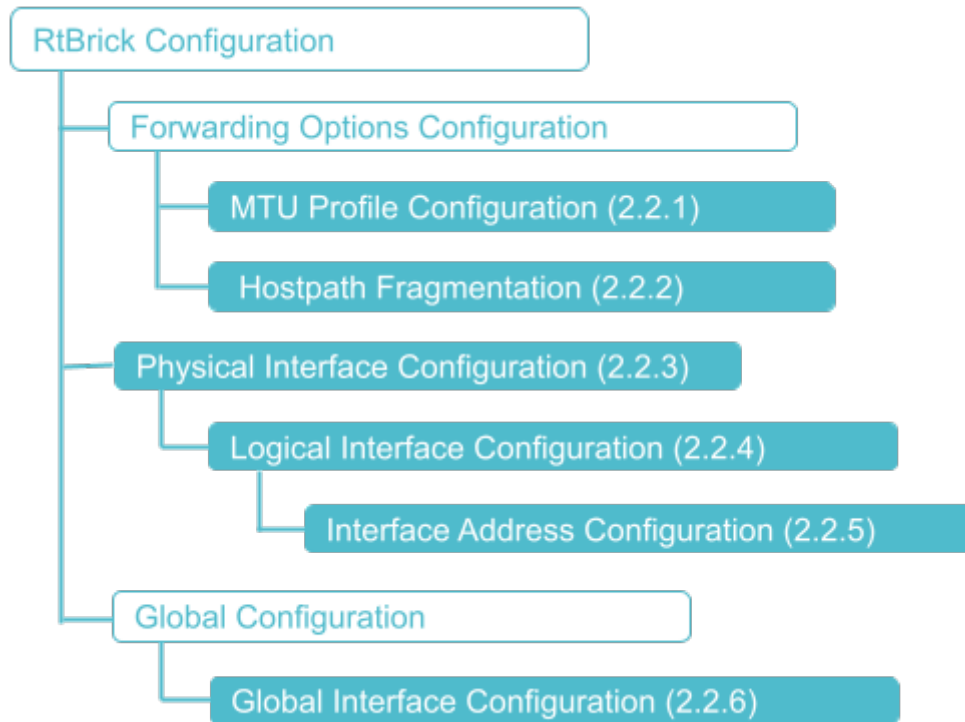 RtBrick Configuration
Forwarding Options Configuration
MTU Profile Configuration (2.2.1)
Hostpath Fragmentation (2.2.2)
Physical Interface Configuration (2.2.3)
Logical Interface Configuration (2.2.4)
Interface Address Configuration (2.2.5)
Global Configuration
Global Interface Configuration (2.2.6)